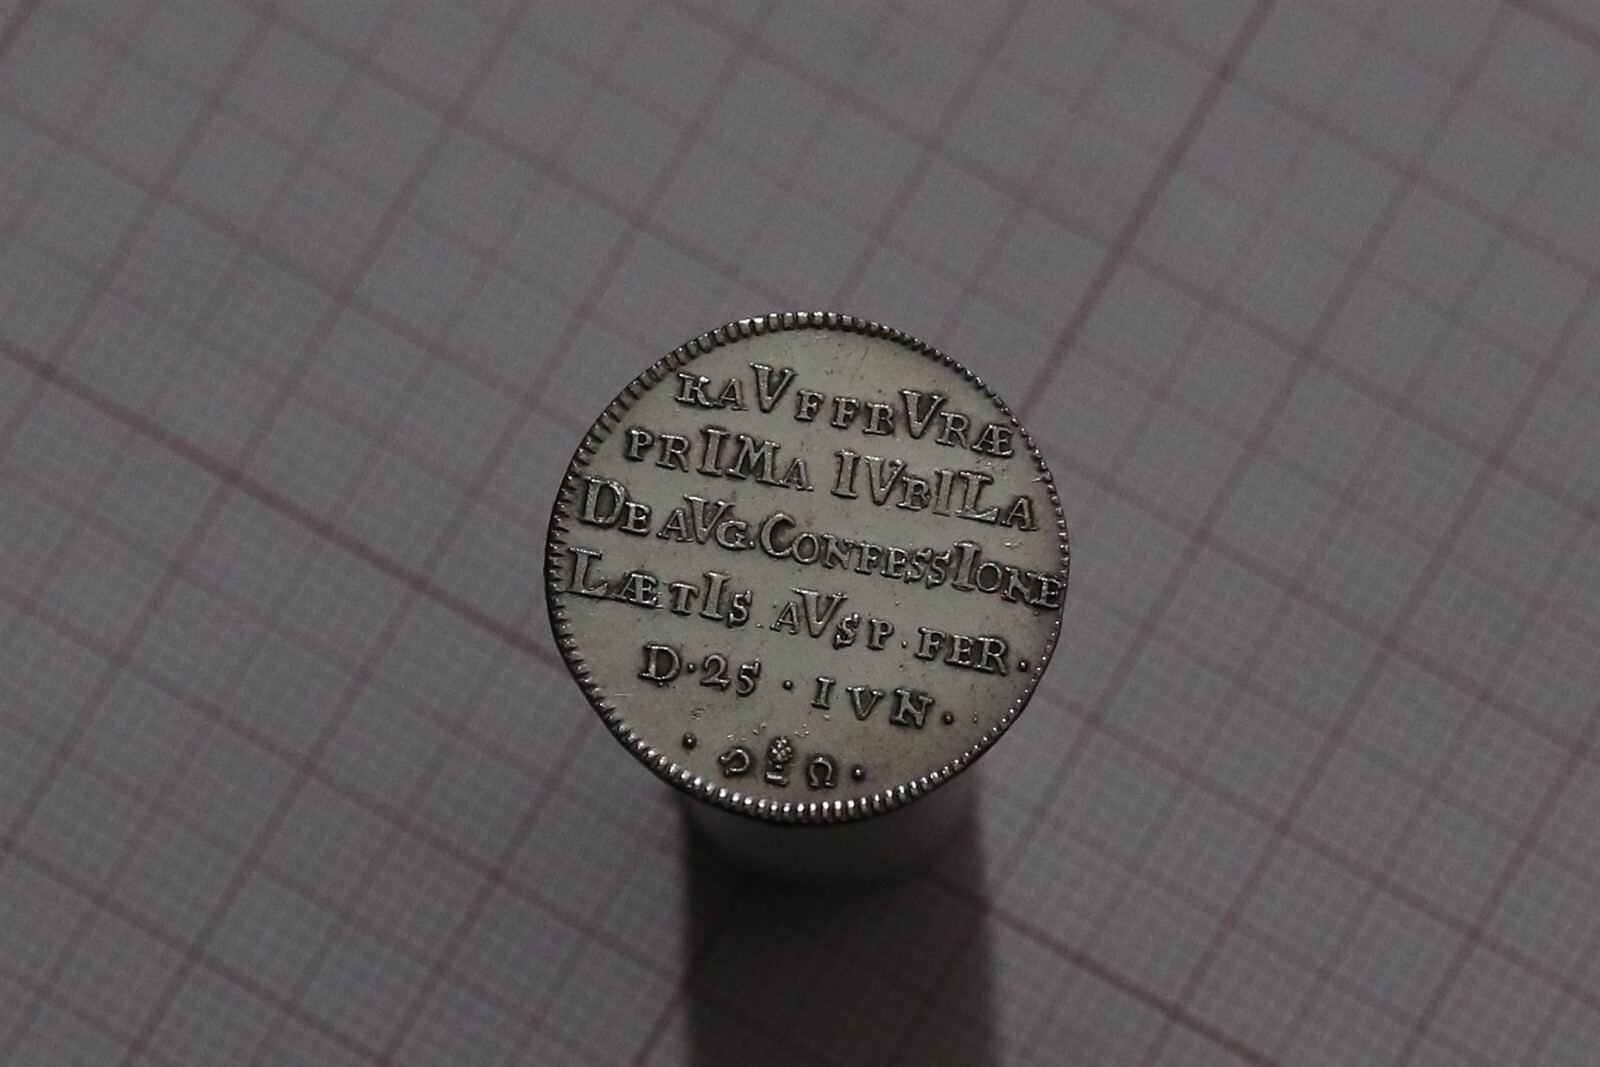 KAVFFBVRÆ
PRIMA IVBILA
DE AVG. CONFESSIONE
LÆTIS AVSP. FER.
D. 25 · IVN.